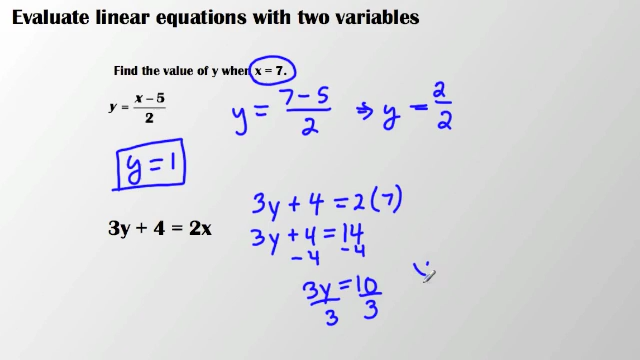 Evaluate linear equations with two variables
Find the value of y when x = 7.
y = (x – 5)/2
y = (7 – 5)/2 ⇒ y = 2/2
y = 1
3y + 4 = 2(7)
3y + 4 = 2x
3y + 4 = 14
– 4 – 4
3y/3 = 10/3